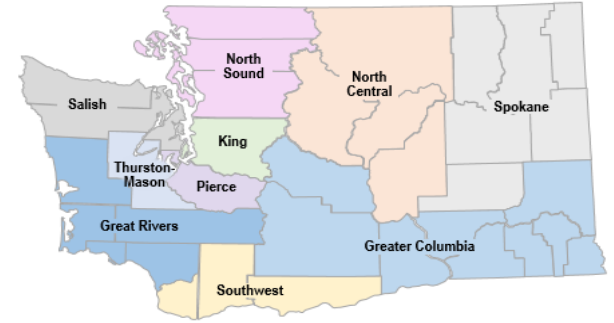 North
Sound
North
Central
Salish
Spokane
King
Thurston-
Mason
Pierce
Great Rivers
Greater Columbia
Southwest